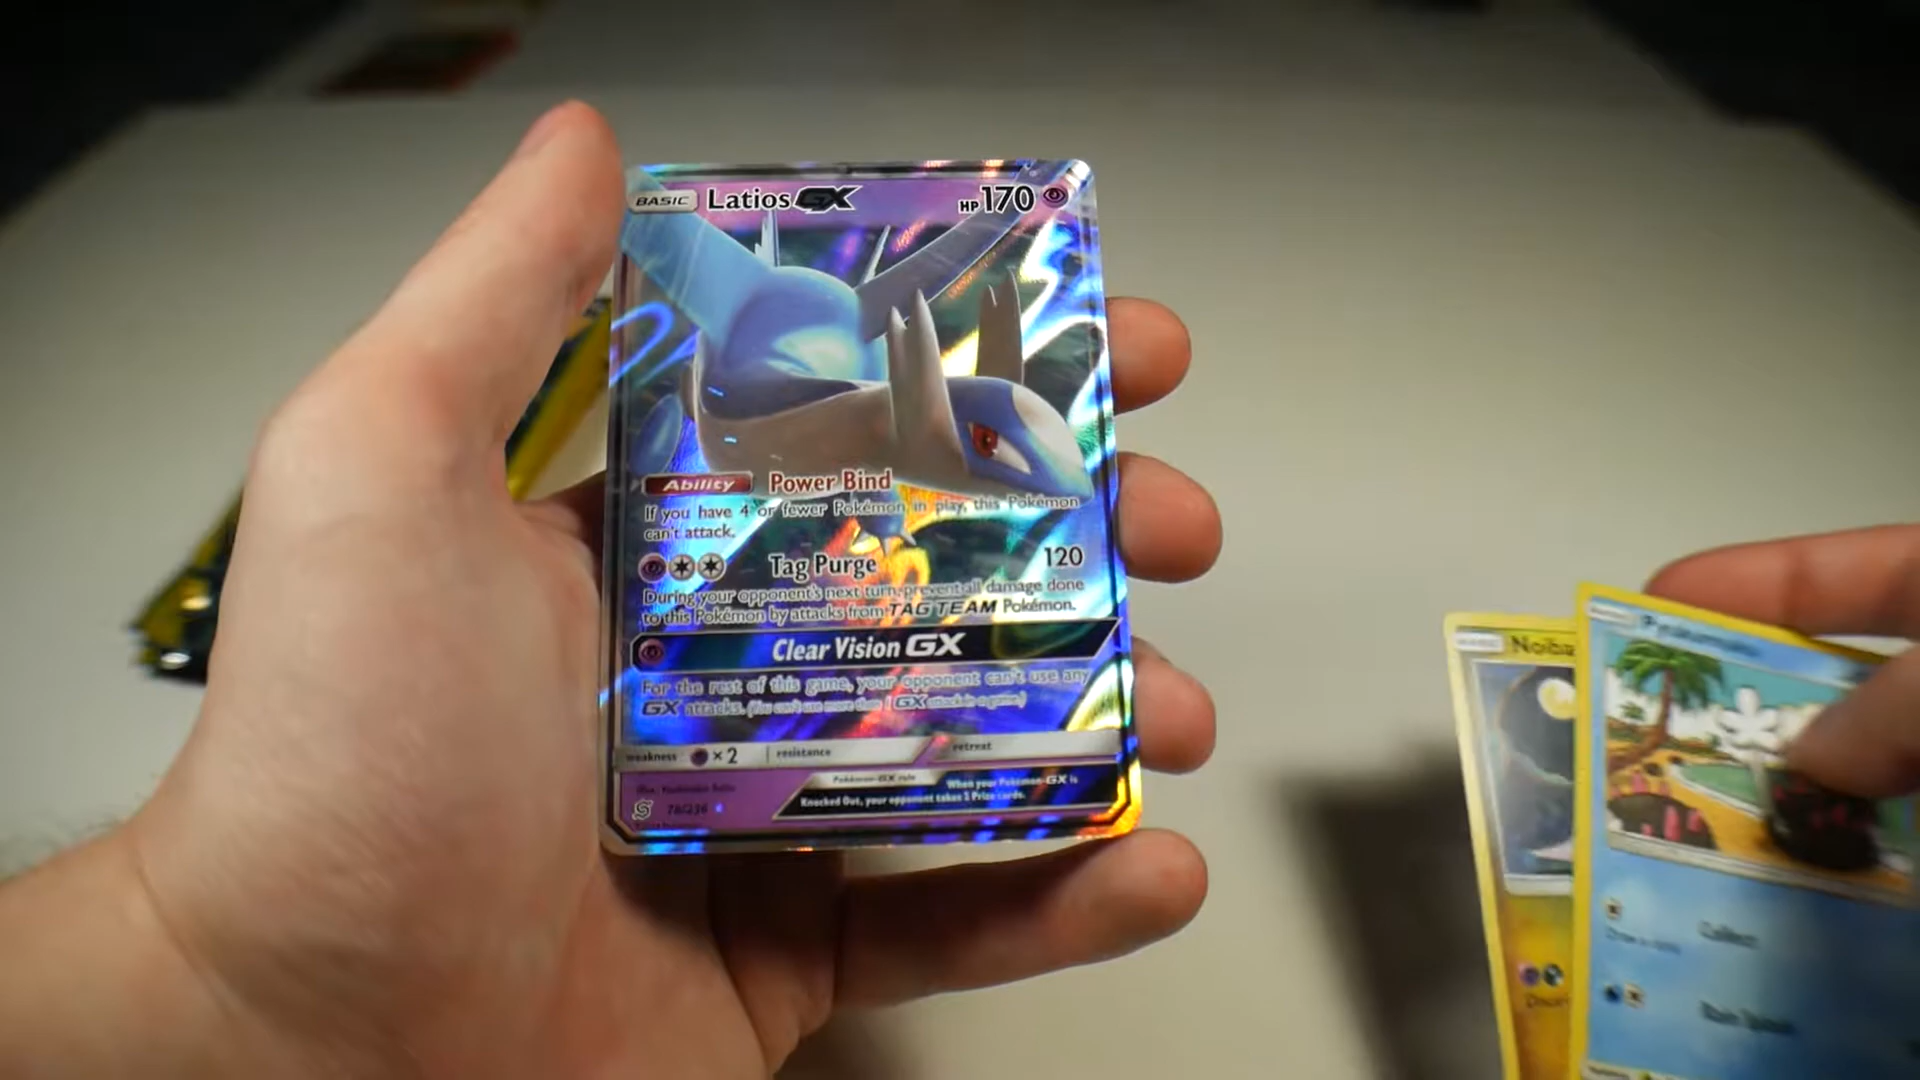 BASIC Latios GX HP 170
Ability Power Bind
If you have 4 or fewer Pokémon in play, this Pokémon
can't attack.
Tag Purge 120
During your opponent's next turn, prevent all damage done
to this Pokémon by attacks from TAG TEAM Pokémon.
Clear Vision GX
For the rest of this game, your opponent can't use any
GX attacks. (You can't use more than 1 GX attack in a game.)
weakness ×2 resistance retreat
Pokémon-GX rule When your Pokémon-GX is
Knocked Out, your opponent takes 2 Prize cards.
78/236
Noiba
Collect